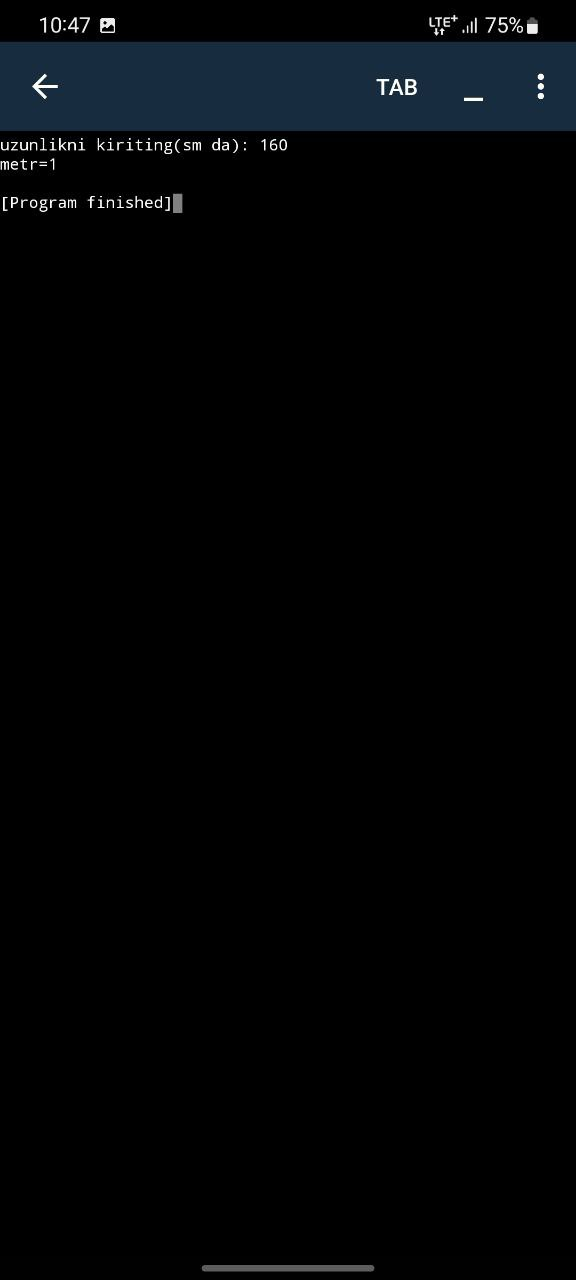 10:47 LTE+ 75%
TAB
uzunlikni kiriting(sm da): 160
metr=1
[Program finished]